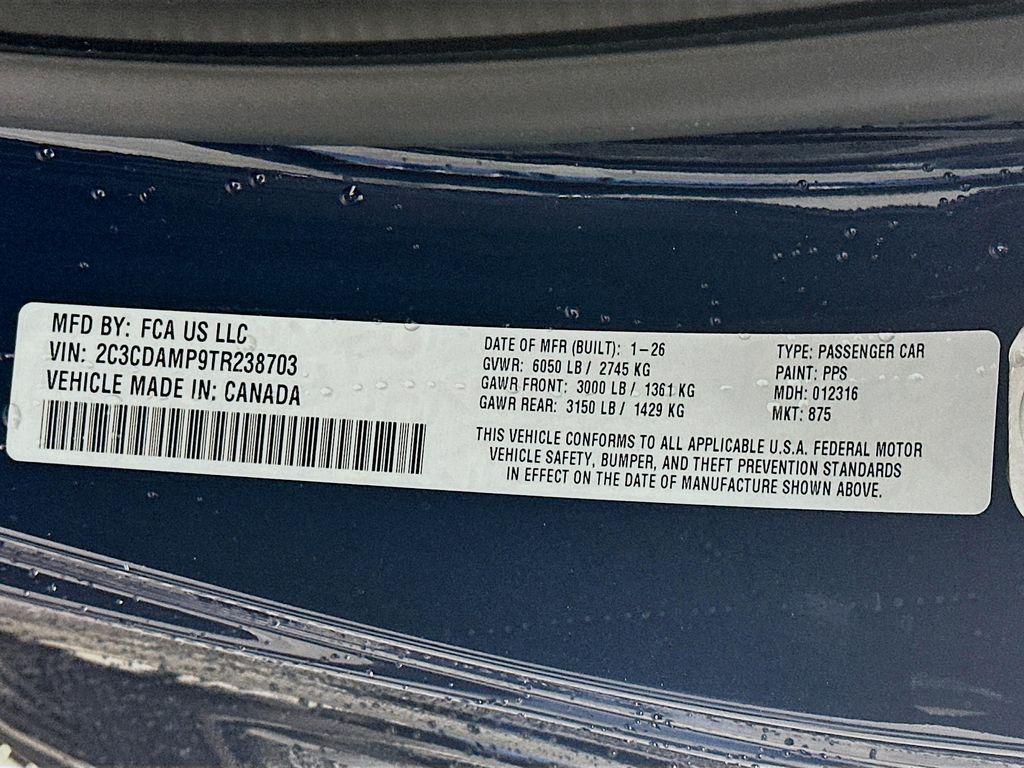 MFD BY: FCA US LLC
VIN: 2C3CDAMP9TR238703
VEHICLE MADE IN: CANADA
DATE OF MFR (BUILT): 1-26
GVWR: 6050 LB / 2745 KG
GAWR FRONT: 3000 LB / 1361 KG
GAWR REAR: 3150 LB / 1429 KG
TYPE: PASSENGER CAR
PAINT: PPS
MDH: 012316
MKT: 875
THIS VEHICLE CONFORMS TO ALL APPLICABLE U.S.A. FEDERAL MOTOR
VEHICLE SAFETY, BUMPER, AND THEFT PREVENTION STANDARDS
IN EFFECT ON THE DATE OF MANUFACTURE SHOWN ABOVE.